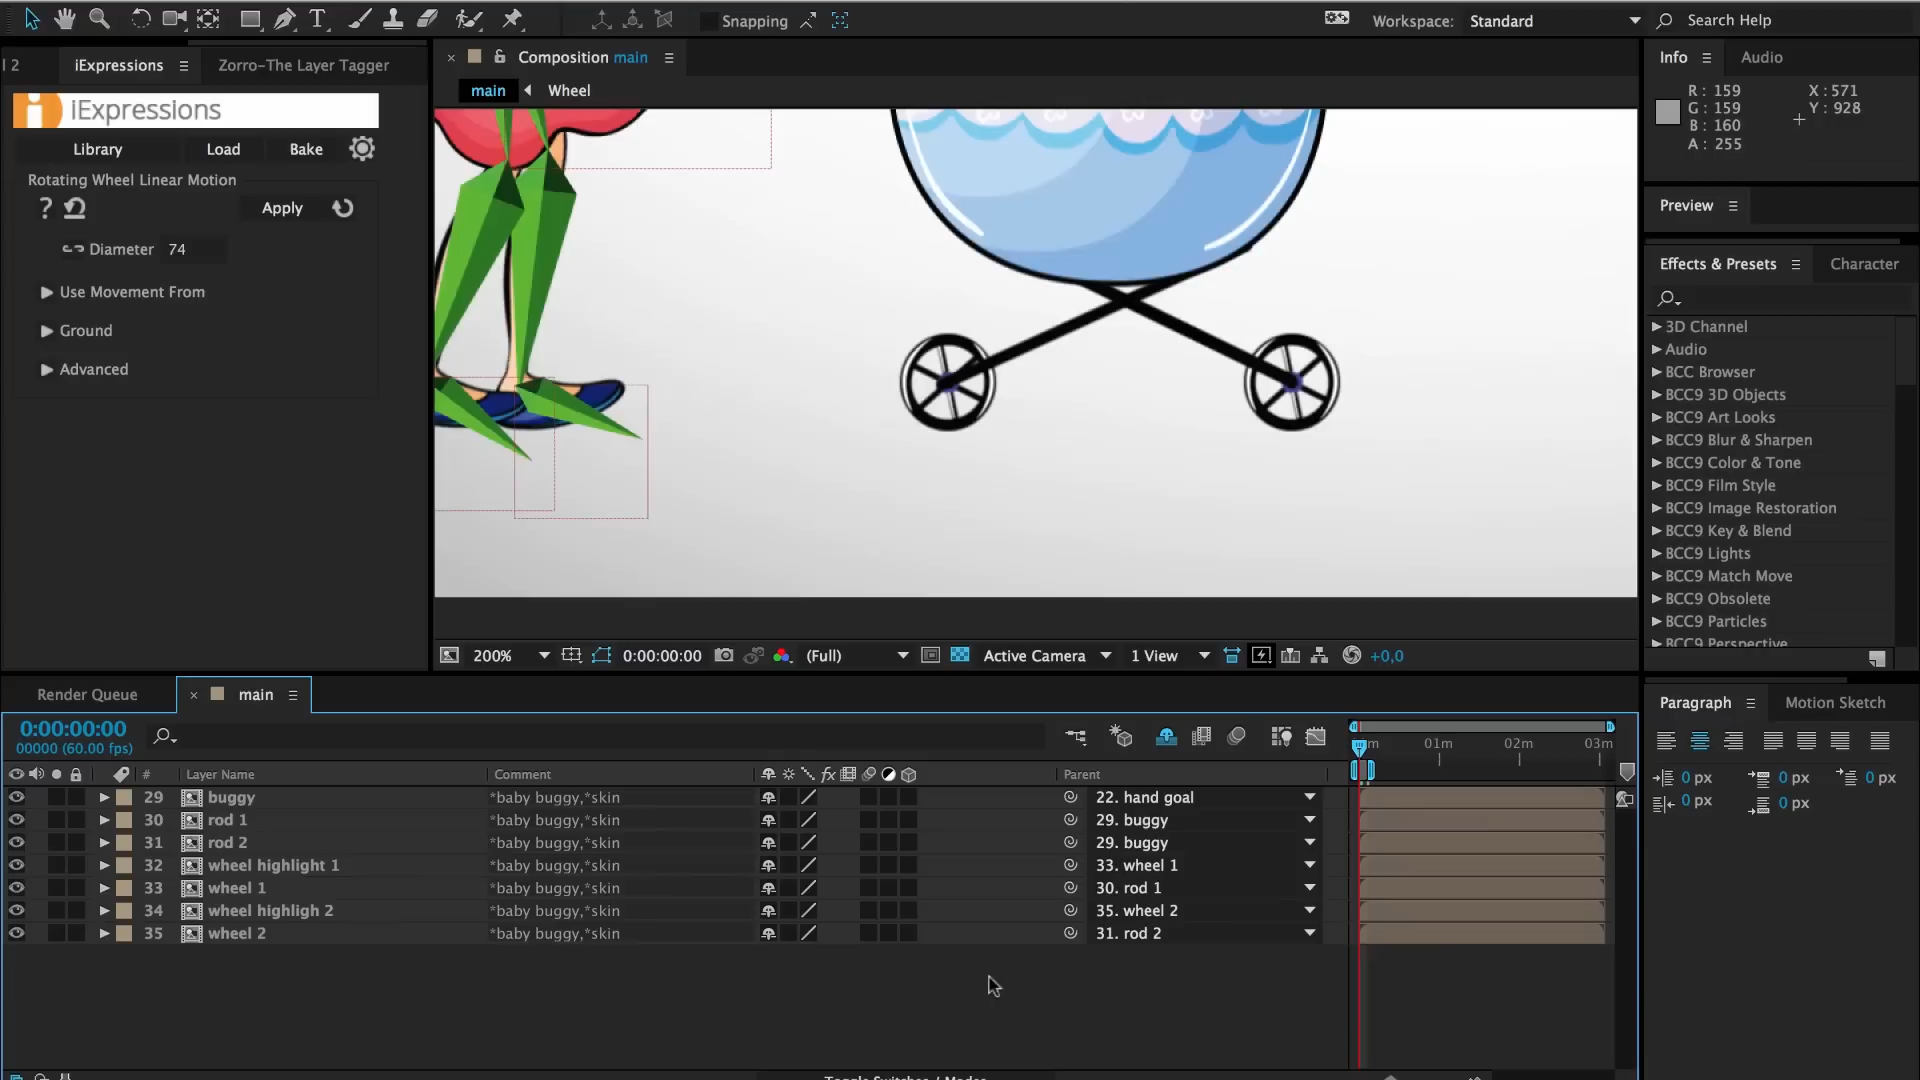 Snapping
Workspace: Standard
Search Help
l 2
iExpressions
Zorro-The Layer Tagger
iExpressions
Library
Load
Bake
Rotating Wheel Linear Motion
?
Apply
Diameter 74
Use Movement From
Ground
Advanced
Composition main
main
Wheel
200%
0:00:00:00
(Full)
Active Camera
1 View
+0,0
Info
Audio
R : 159
G : 159
B : 160
A : 255
X : 571
Y : 928
Preview
Effects & Presets
Character
3D Channel
Audio
BCC Browser
BCC9 3D Objects
BCC9 Art Looks
BCC9 Blur & Sharpen
BCC9 Color & Tone
BCC9 Film Style
BCC9 Image Restoration
BCC9 Key & Blend
BCC9 Lights
BCC9 Match Move
BCC9 Obsolete
BCC9 Particles
BCC9 Perspective
Render Queue
main
0:00:00:00
00000 (60.00 fps)
01m
02m
03m
# Layer Name Comment fx Parent
29 buggy *baby buggy,*skin 22. hand goal
30 rod 1 *baby buggy,*skin 29. buggy
31 rod 2 *baby buggy,*skin 29. buggy
32 wheel highlight 1 *baby buggy,*skin 33. wheel 1
33 wheel 1 *baby buggy,*skin 30. rod 1
34 wheel highligh 2 *baby buggy,*skin 35. wheel 2
35 wheel 2 *baby buggy,*skin 31. rod 2
Toggle Switches / Modes
Paragraph
Motion Sketch
0 px 0 px 0 px
0 px 0 px